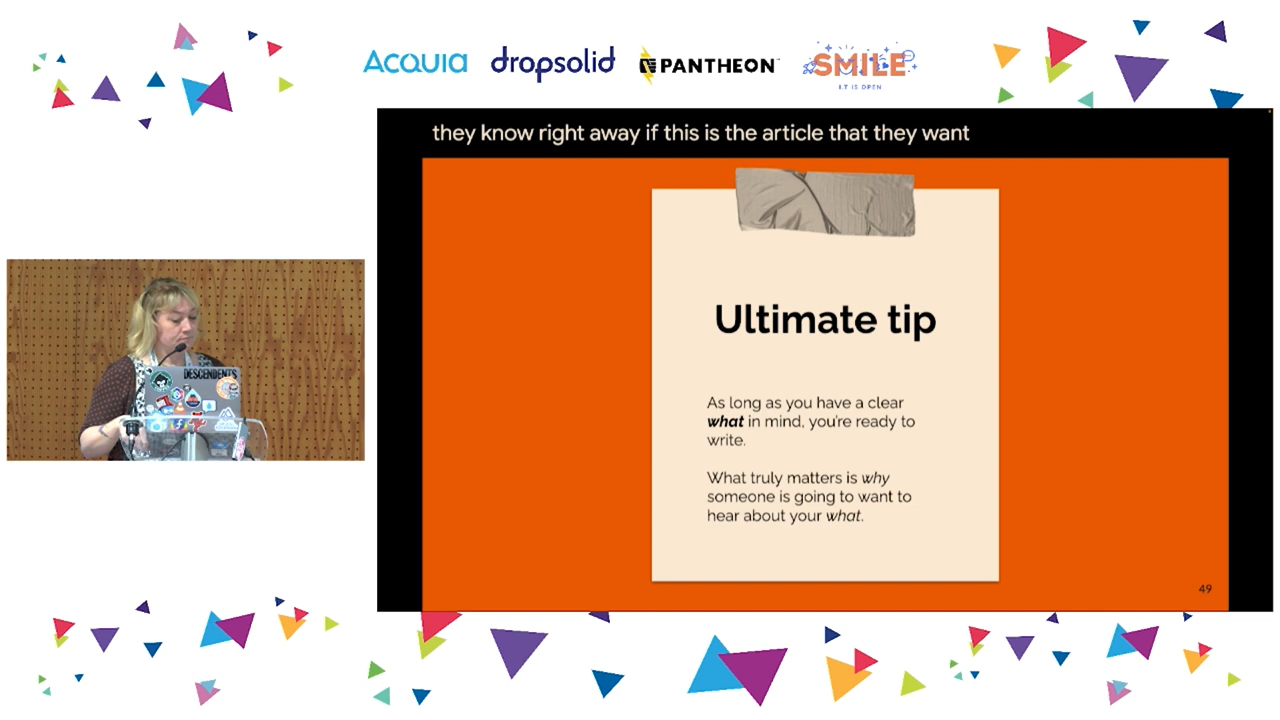 ACQUIA
dropsolid
PANTHEON
SMILE
I.T IS OPEN
they know right away if this is the article that they want
Ultimate tip
As long as you have a clear
what in mind, you're ready to
write.
What truly matters is why
someone is going to want to
hear about your what.
49
DESCENDENTS